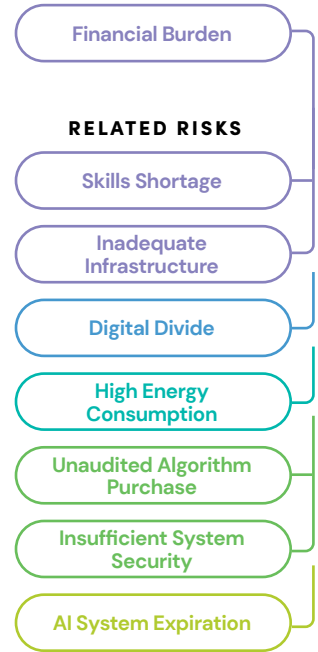 Financial Burden
RELATED RISKS
Skills Shortage
Inadequate
Infrastructure
Digital Divide
High Energy
Consumption
Unaudited Algorithm
Purchase
Insufficient System
Security
AI System Expiration